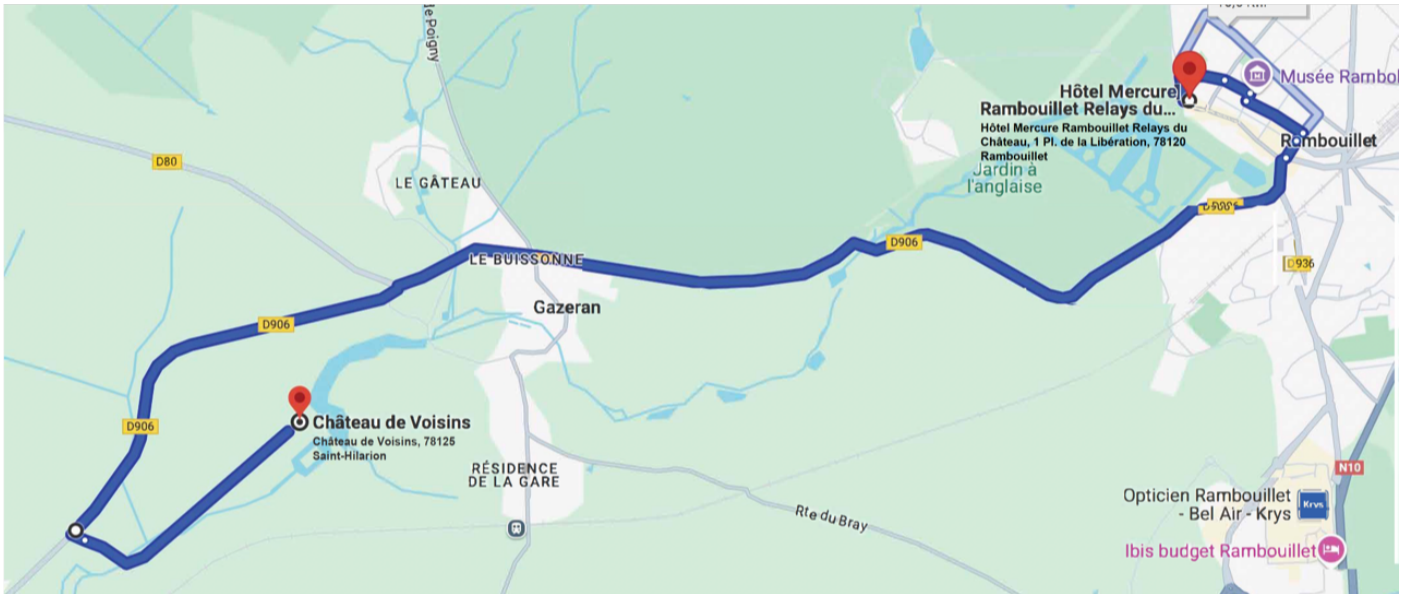 de Poigny
Musée Rambol
Hôtel Mercure
Rambouillet Relays du...
Hôtel Mercure Rambouillet Relays du
Château, 1 Pl. de la Libération, 78120
Rambouillet
Rambouillet
D80
LE GÂTEAU
Jardin à
l'anglaise
D906
D906
LE BUISSONNE
D936
Gazeran
D906
Château de Voisins
Château de Voisins, 78125
Saint-Hilarion
D906
RÉSIDENCE
DE LA GARE
N10
Opticien Rambouillet
- Bel Air - Krys
Krys
Rte du Bray
Ibis budget Rambouillet